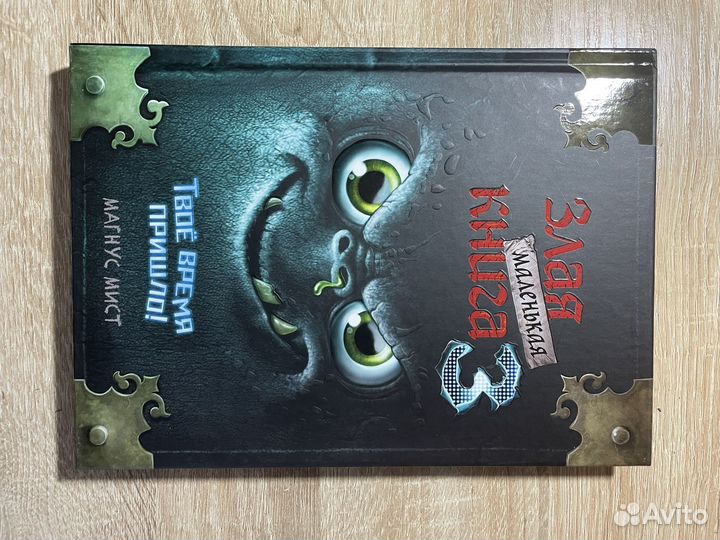 Злая
маленькая
книга
3
Твоё время
пришло!
МАГНУС МИСТ
Avito